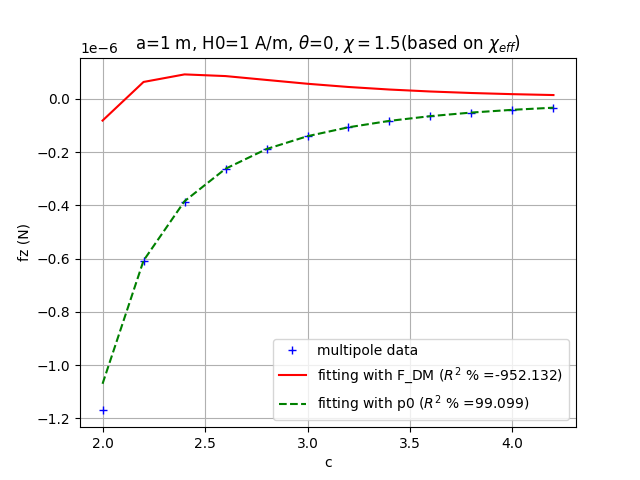 a=1 m, H0=1 A/m, θ=0, χ = 1.5(based on χeff)
1e−6
0.0
−0.2
−0.4
−0.6
−0.8
−1.0
−1.2
fz (N)
multipole data
fitting with F_DM (R² % =-952.132)
fitting with p0 (R² % =99.099)
2.0 2.5 3.0 3.5 4.0
c